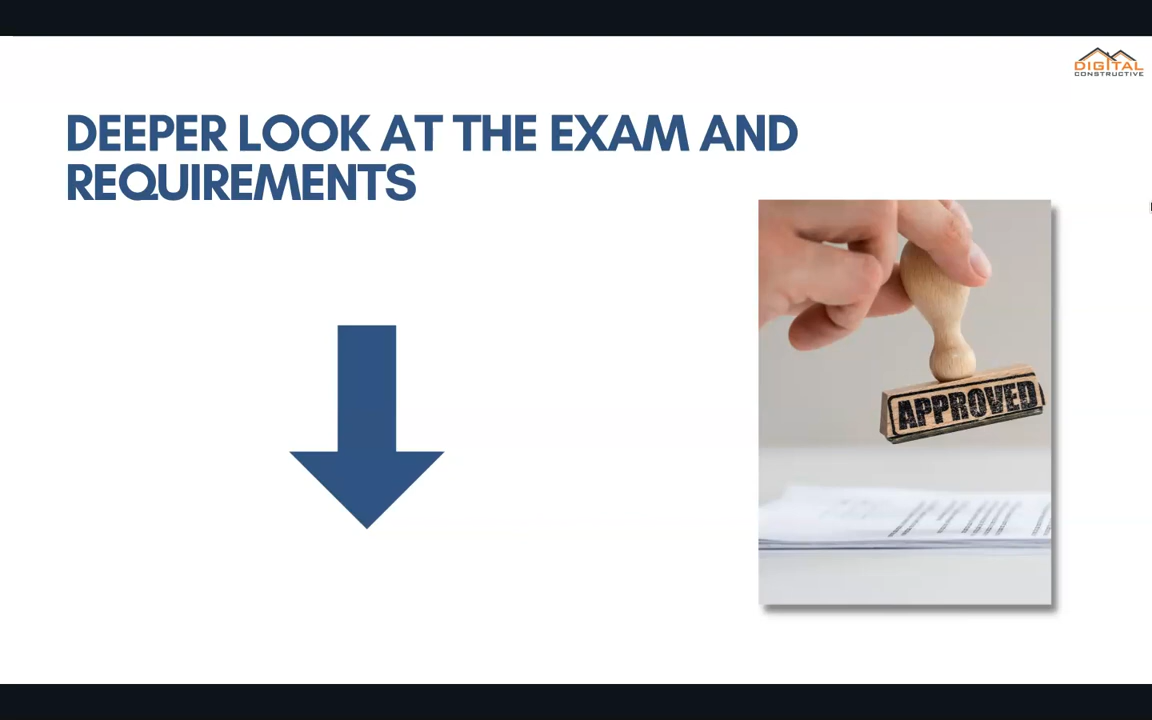 DIGITAL
CONSTRUCTIVE
DEEPER LOOK AT THE EXAM AND
REQUIREMENTS
APPROVED